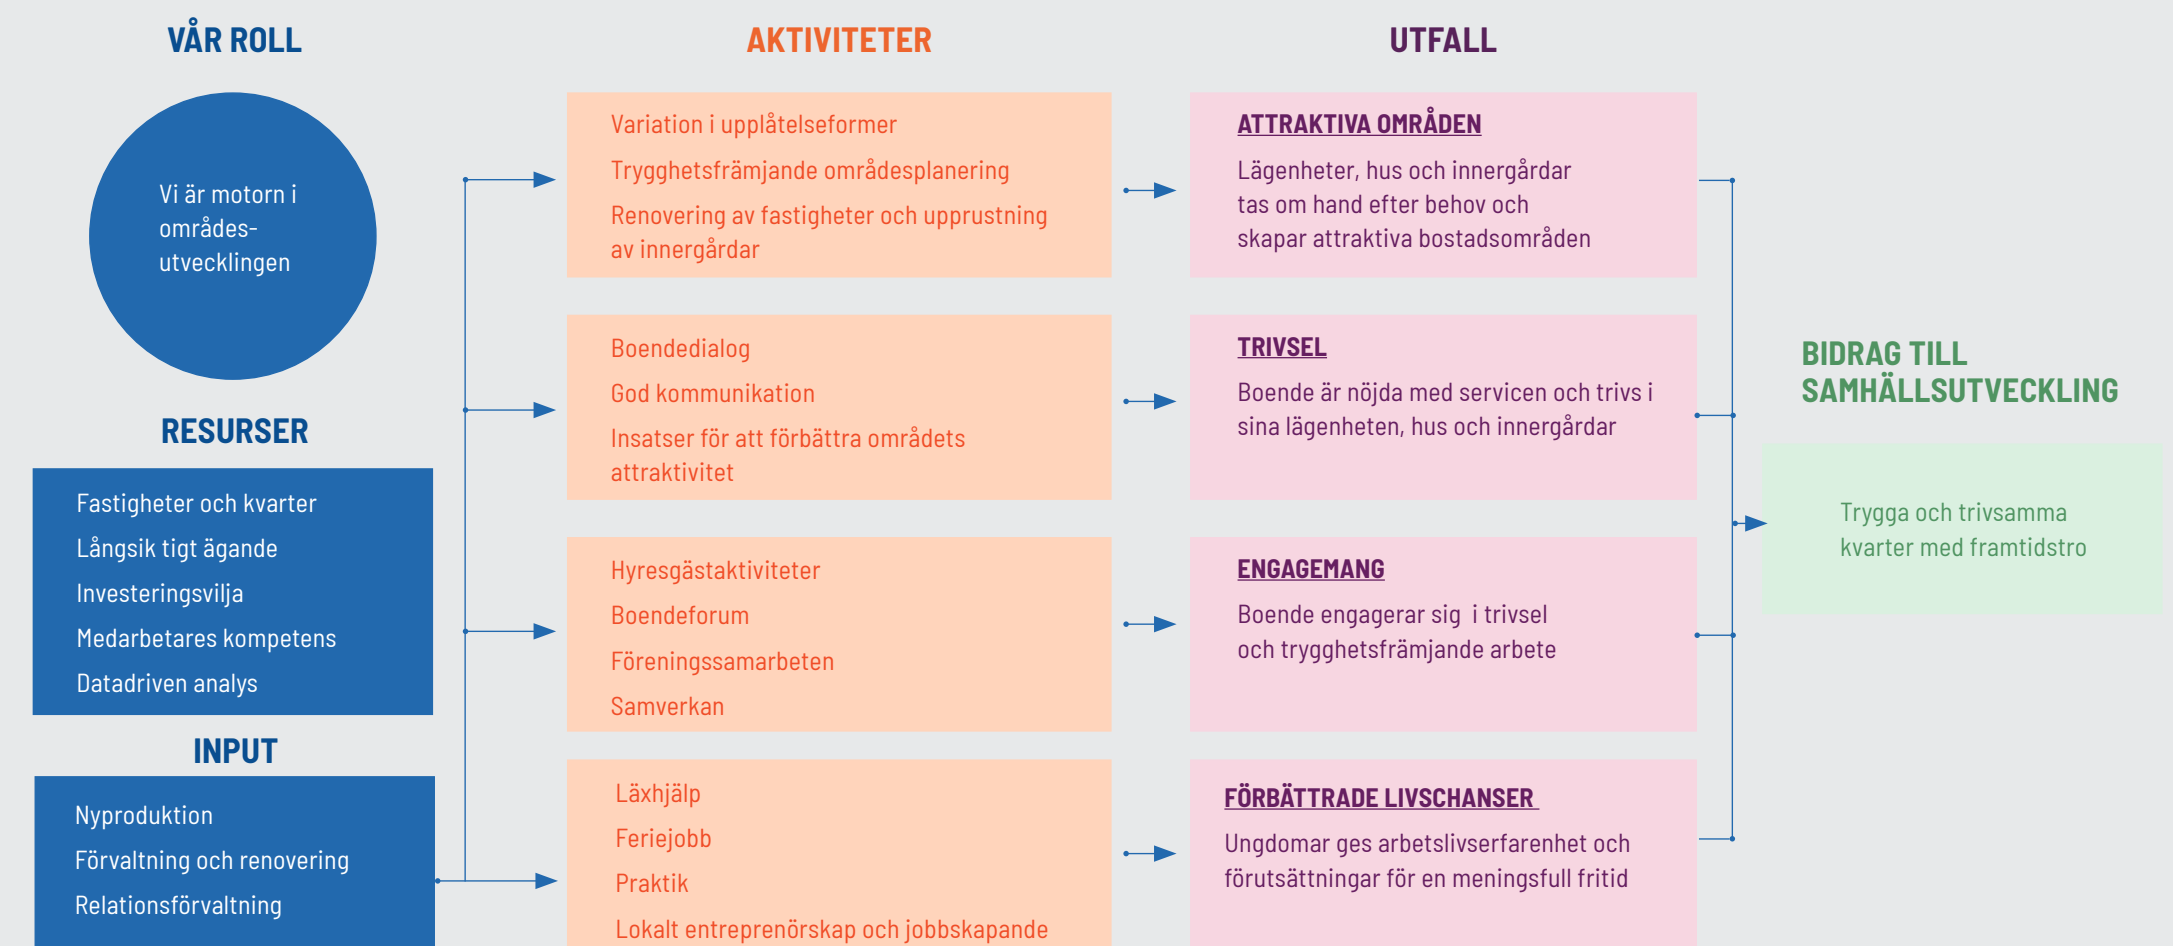 VÅR ROLL
Vi är motorn i
områdes-
utvecklingen
RESURSER
Fastigheter och kvarter
Långsik tigt ägande
Investeringsvilja
Medarbetares kompetens
Datadriven analys
INPUT
Nyproduktion
Förvaltning och renovering
Relationsförvaltning
AKTIVITETER
Variation i upplåtelseformer
Trygghetsfrämjande områdesplanering
Renovering av fastigheter och upprustning
av innergårdar
Boendedialog
God kommunikation
Insatser för att förbättra områdets
attraktivitet
Hyresgästaktiviteter
Boendeforum
Föreningssamarbeten
Samverkan
Läxhjälp
Feriejobb
Praktik
Lokalt entreprenörskap och jobbskapande
UTFALL
ATTRAKTIVA OMRÅDEN
Lägenheter, hus och innergårdar
tas om hand efter behov och
skapar attraktiva bostadsområden
TRIVSEL
Boende är nöjda med servicen och trivs i
sina lägenheten, hus och innergårdar
ENGAGEMANG
Boende engagerar sig  i trivsel
och trygghetsfrämjande arbete
FÖRBÄTTRADE LIVSCHANSER
Ungdomar ges arbetslivserfarenhet och
förutsättningar för en meningsfull fritid
BIDRAG TILL
SAMHÄLLSUTVECKLING
Trygga och trivsamma
kvarter med framtidstro